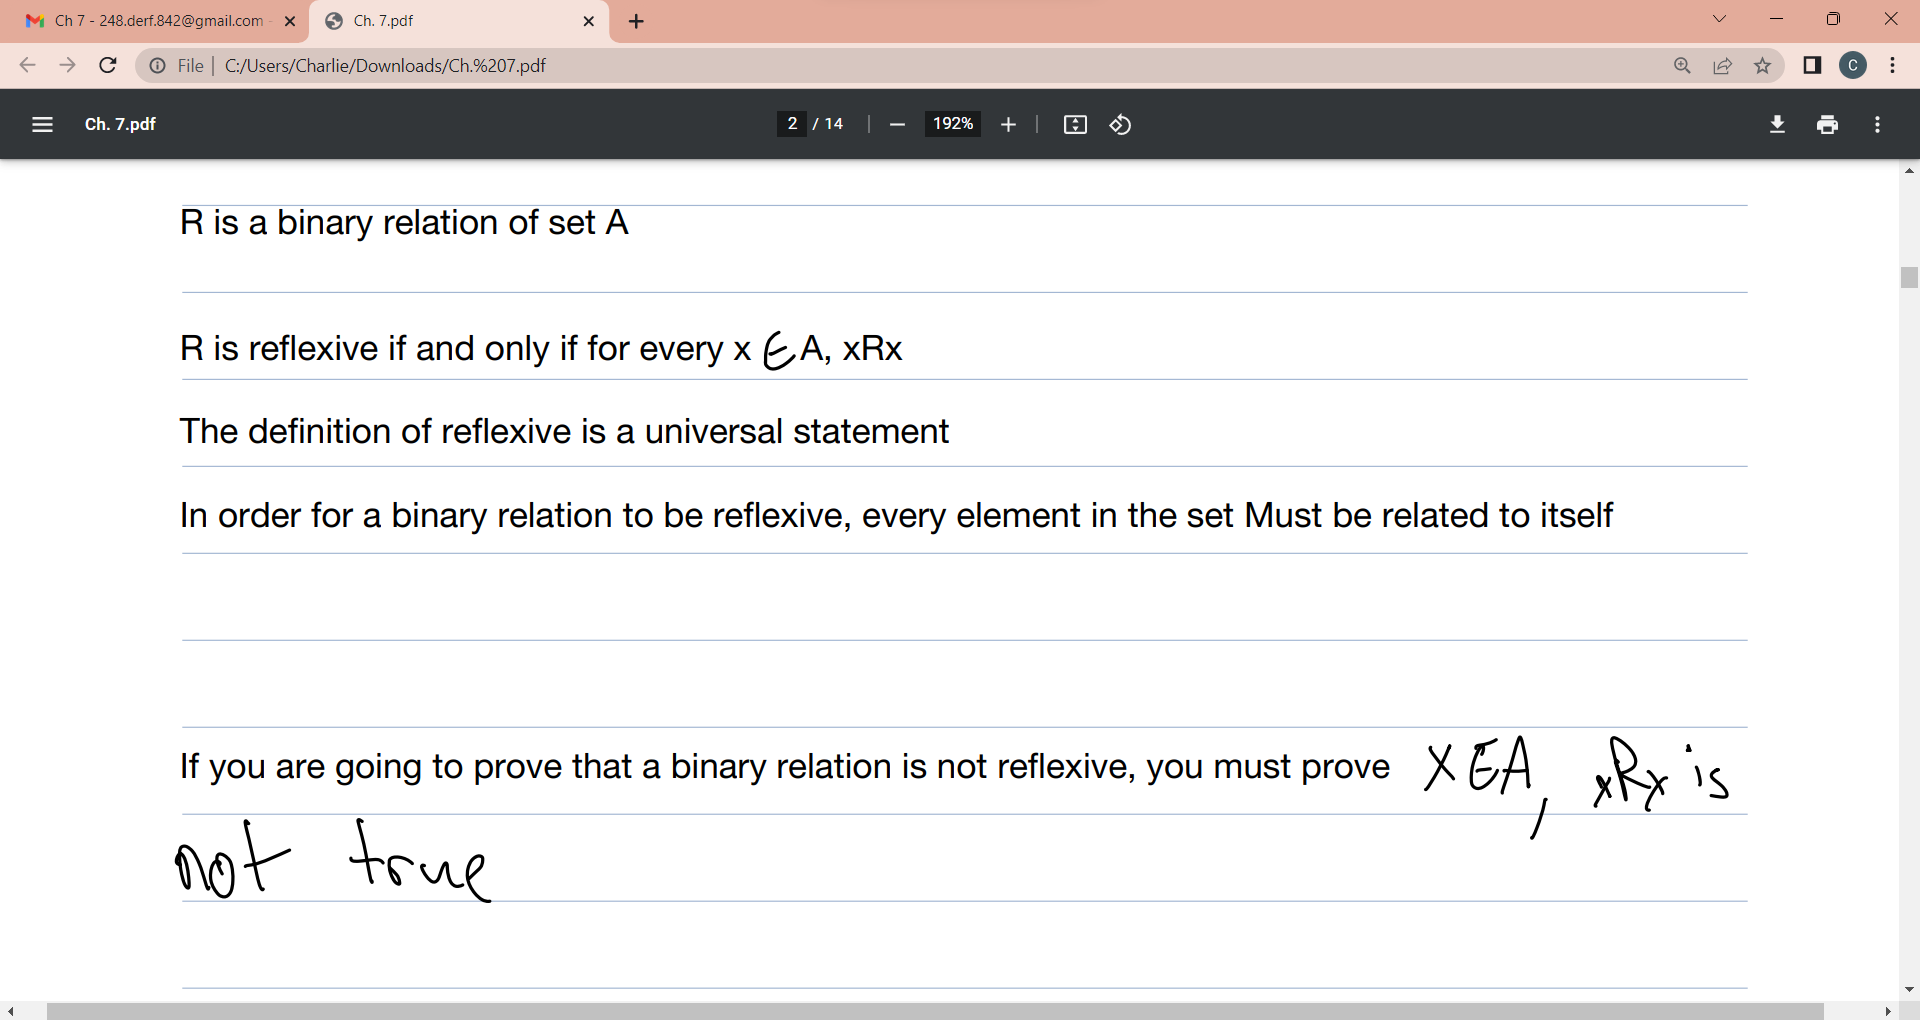 Ch 7 - 248.derf.842@gmail.com -
Ch. 7.pdf
File | C:/Users/Charlie/Downloads/Ch.%207.pdf
C
Ch. 7.pdf
2 / 14 | — 192% + |
R is a binary relation of set A
R is reflexive if and only if for every x ∈ A, xRx
The definition of reflexive is a universal statement
In order for a binary relation to be reflexive, every element in the set Must be related to itself
If you are going to prove that a binary relation is not reflexive, you must prove x ∈ A, xRx is
not true